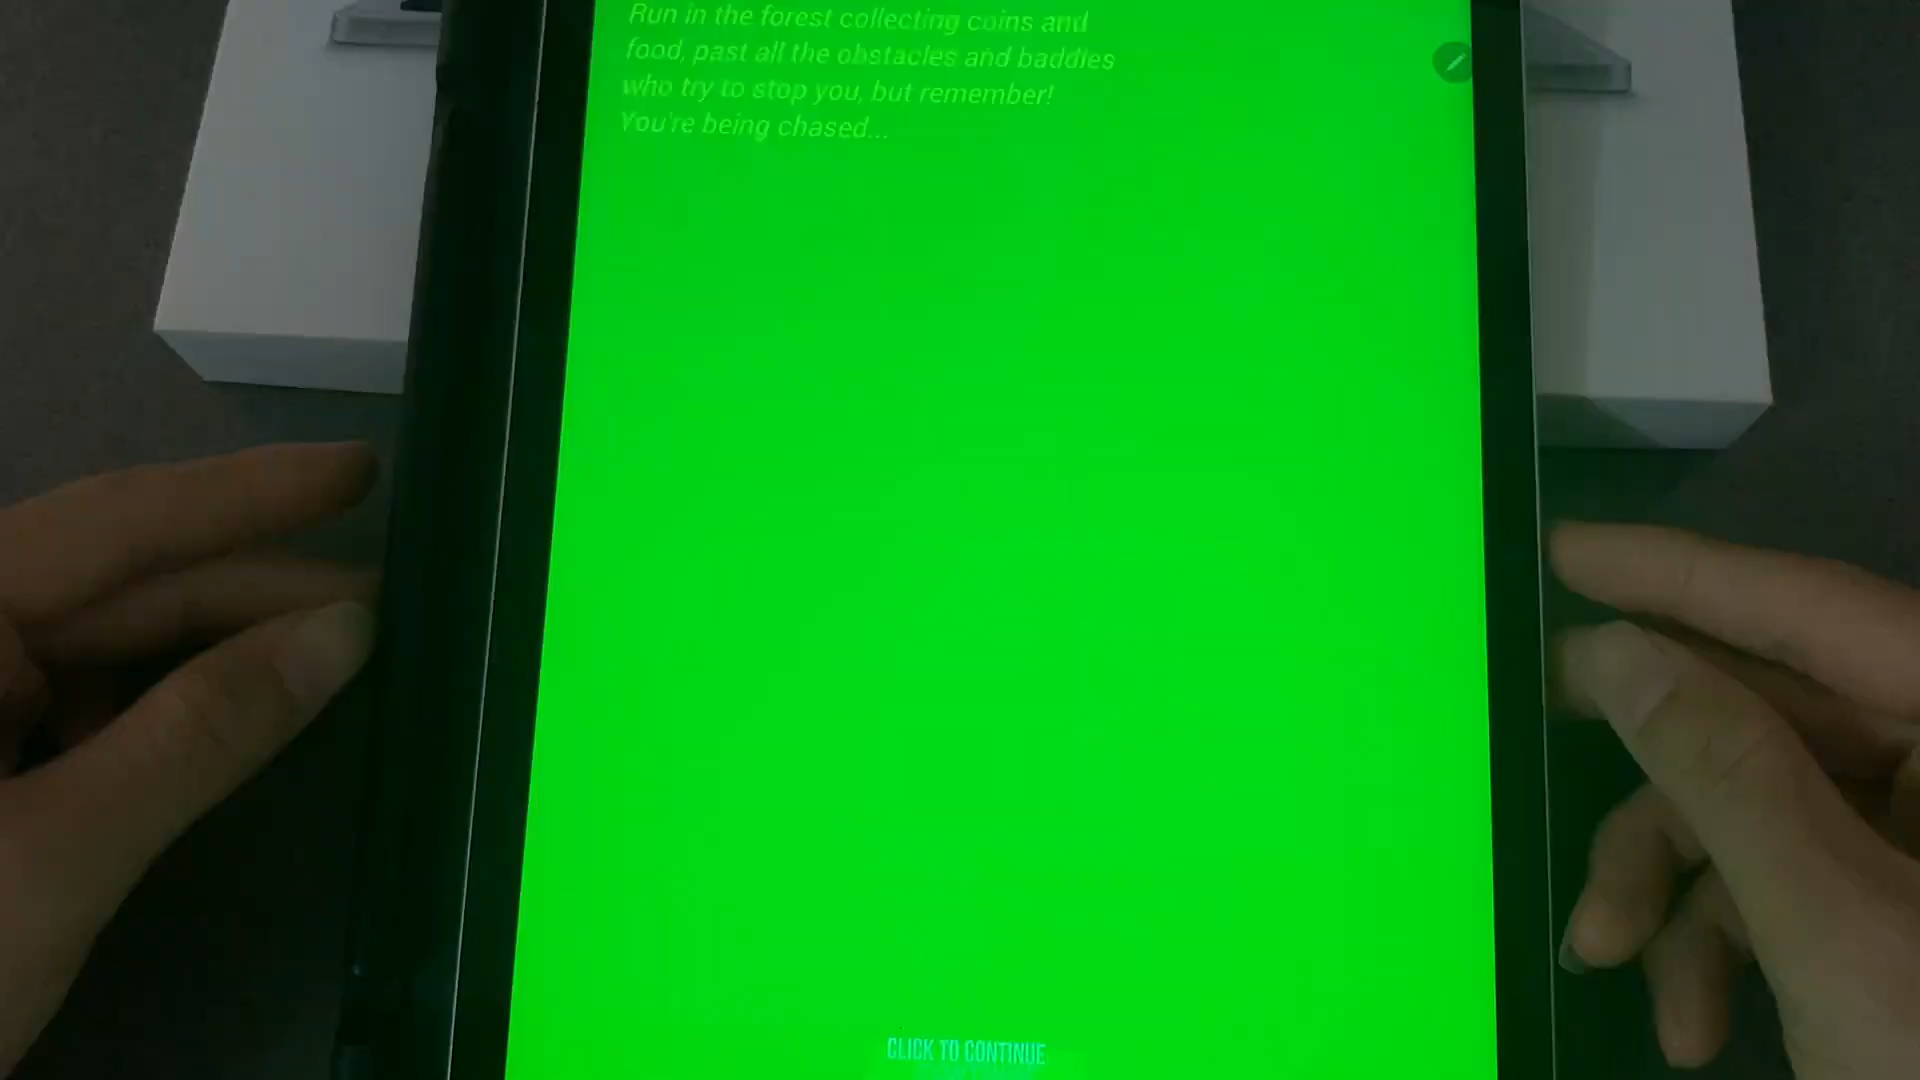 Run in the forest collecting coins and
food, past all the obstacles and baddies
who try to stop you, but remember!
You're being chased...
CLICK TO CONTINUE